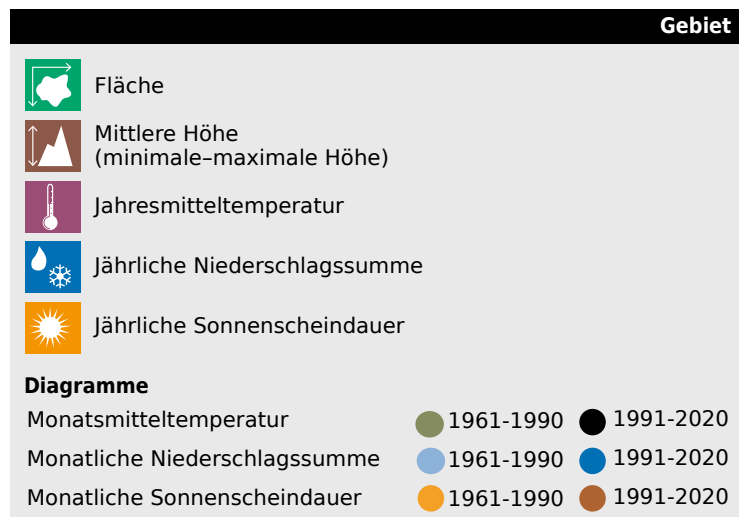 Gebiet
Fläche
Mittlere Höhe
(minimale–maximale Höhe)
Jahresmitteltemperatur
Jährliche Niederschlagssumme
Jährliche Sonnenscheindauer
Diagramme
Monatsmitteltemperatur 1961-1990 1991-2020
Monatliche Niederschlagssumme 1961-1990 1991-2020
Monatliche Sonnenscheindauer 1961-1990 1991-2020